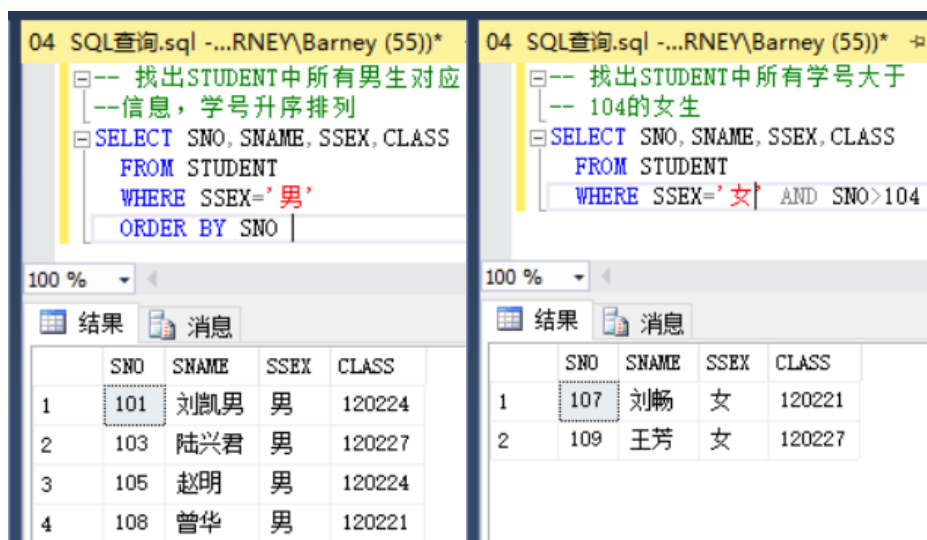 04 SQL查询.sql -...RNEY\Barney (55))*
-- 找出STUDENT中所有男生对应
--信息，学号升序排列
SELECT SNO,SNAME,SSEX,CLASS
FROM STUDENT
WHERE SSEX='男'
ORDER BY SNO
100 %
结果 消息
SNO SNAME SSEX CLASS
1 101 刘凯男 男 120224
2 103 陆兴君 男 120227
3 105 赵明 男 120224
4 108 曾华 男 120221
04 SQL查询.sql -...RNEY\Barney (55))*
-- 找出STUDENT中所有学号大于
-- 104的女生
SELECT SNO,SNAME,SSEX,CLASS
FROM STUDENT
WHERE SSEX='女' AND SNO>104
100 %
结果 消息
SNO SNAME SSEX CLASS
1 107 刘畅 女 120221
2 109 王芳 女 120227